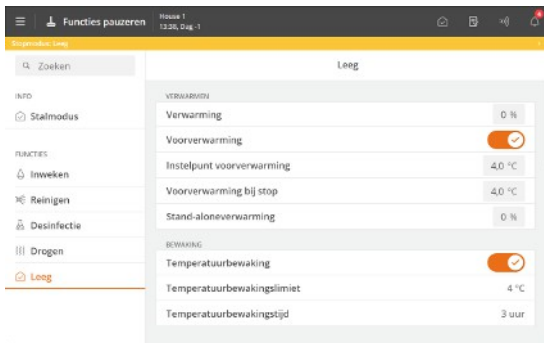 Functies pauzeren
House 1
13:38, Dag -1
Stalmodus: Leeg
Zoeken
Leeg
INFO
Stalmodus
FUNCTIES
Inweken
Reinigen
Desinfectie
Drogen
Leeg
VERWARMEN
Verwarming 0 %
Voorverwarming
Instelpunt voorverwarming 4,0 °C
Voorverwarming bij stop 4,0 °C
Stand-aloneverwarming 0 %
BEWAKING
Temperatuurbewaking
Temperatuurbewakingslimiet 4 °C
Temperatuurbewakingstijd 3 uur